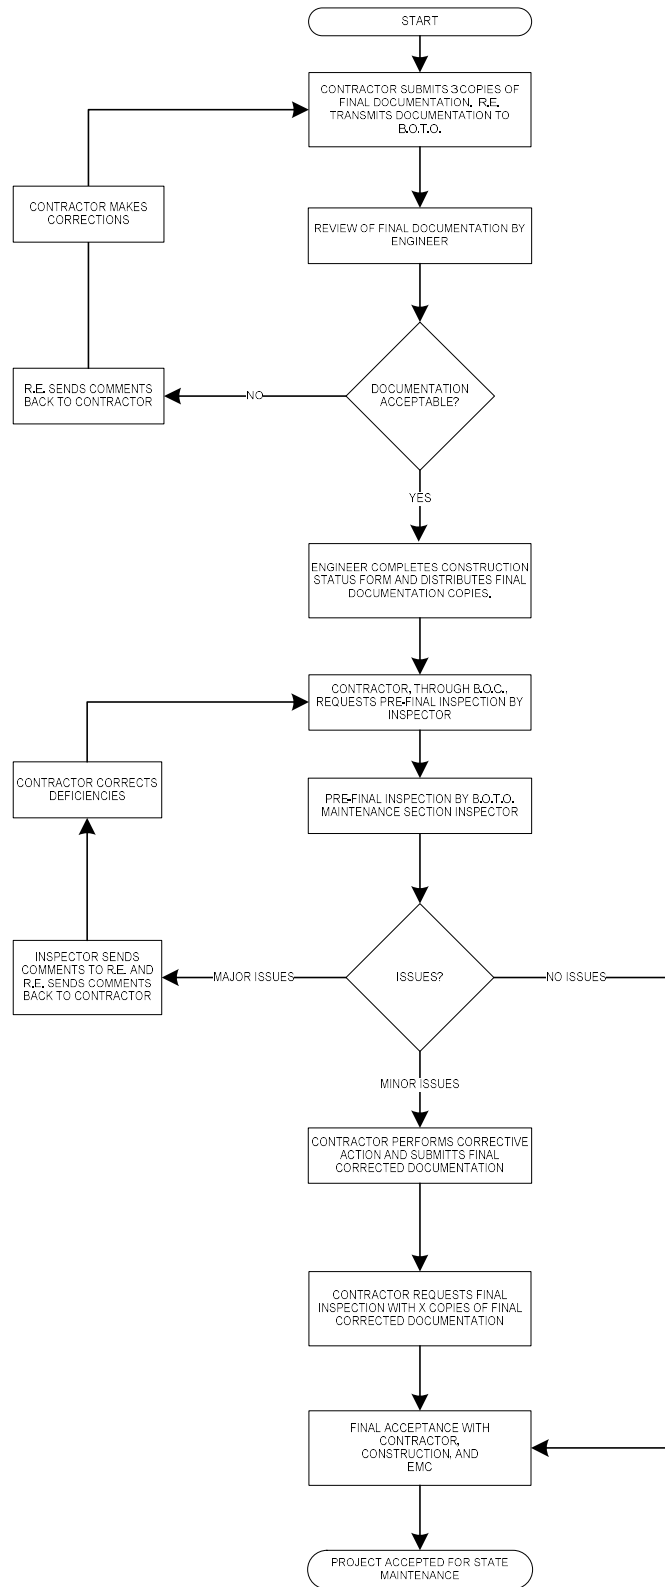 START
CONTRACTOR SUBMITS 3 COPIES OF
FINAL DOCUMENTATION. R.E.
TRANSMITS DOCUMENTATION TO
B.O.T.O.
CONTRACTOR MAKES
CORRECTIONS
REVIEW OF FINAL DOCUMENTATION BY
ENGINEER
R.E. SENDS COMMENTS
BACK TO CONTRACTOR
NO
DOCUMENTATION
ACCEPTABLE?
YES
ENGINEER COMPLETES CONSTRUCTION
STATUS FORM AND DISTRIBUTES FINAL
DOCUMENTATION COPIES.
CONTRACTOR, THROUGH B.O.C.,
REQUESTS PRE-FINAL INSPECTION BY
INSPECTOR
CONTRACTOR CORRECTS
DEFICIENCIES
PRE-FINAL INSPECTION BY B.O.T.O.
MAINTENANCE SECTION INSPECTOR
INSPECTOR SENDS
COMMENTS TO R.E. AND
R.E. SENDS COMMENTS
BACK TO CONTRACTOR
MAJOR ISSUES
ISSUES?
NO ISSUES
MINOR ISSUES
CONTRACTOR PERFORMS CORRECTIVE
ACTION AND SUBMITTS FINAL
CORRECTED DOCUMENTATION
CONTRACTOR REQUESTS FINAL
INSPECTION WITH X COPIES OF FINAL
CORRECTED DOCUMENTATION
FINAL ACCEPTANCE WITH
CONTRACTOR,
CONSTRUCTION, AND
EMC
PROJECT ACCEPTED FOR STATE
MAINTENANCE